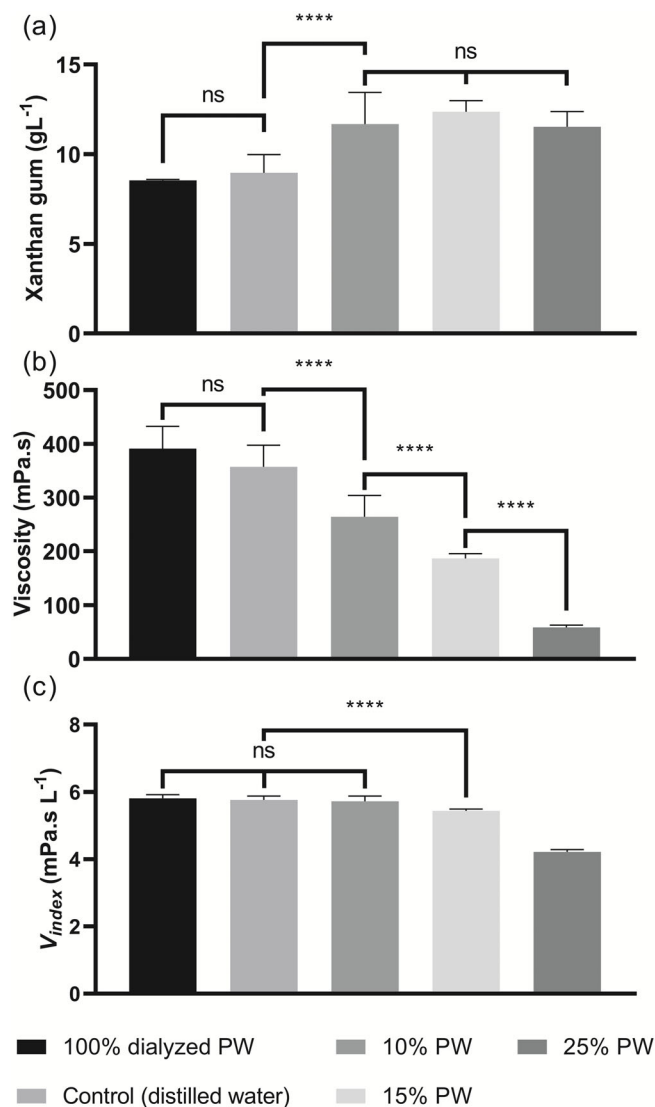 (a)
****
ns
ns
Xanthan gum (gL⁻¹)
15
10
5
0
(b)
ns
****
****
****
Viscosity (mPa.s)
500
400
300
200
100
0
(c)
****
ns
V_index (mPa.s L⁻¹)
8
6
4
2
0
100% dialyzed PW
10% PW
25% PW
Control (distilled water)
15% PW